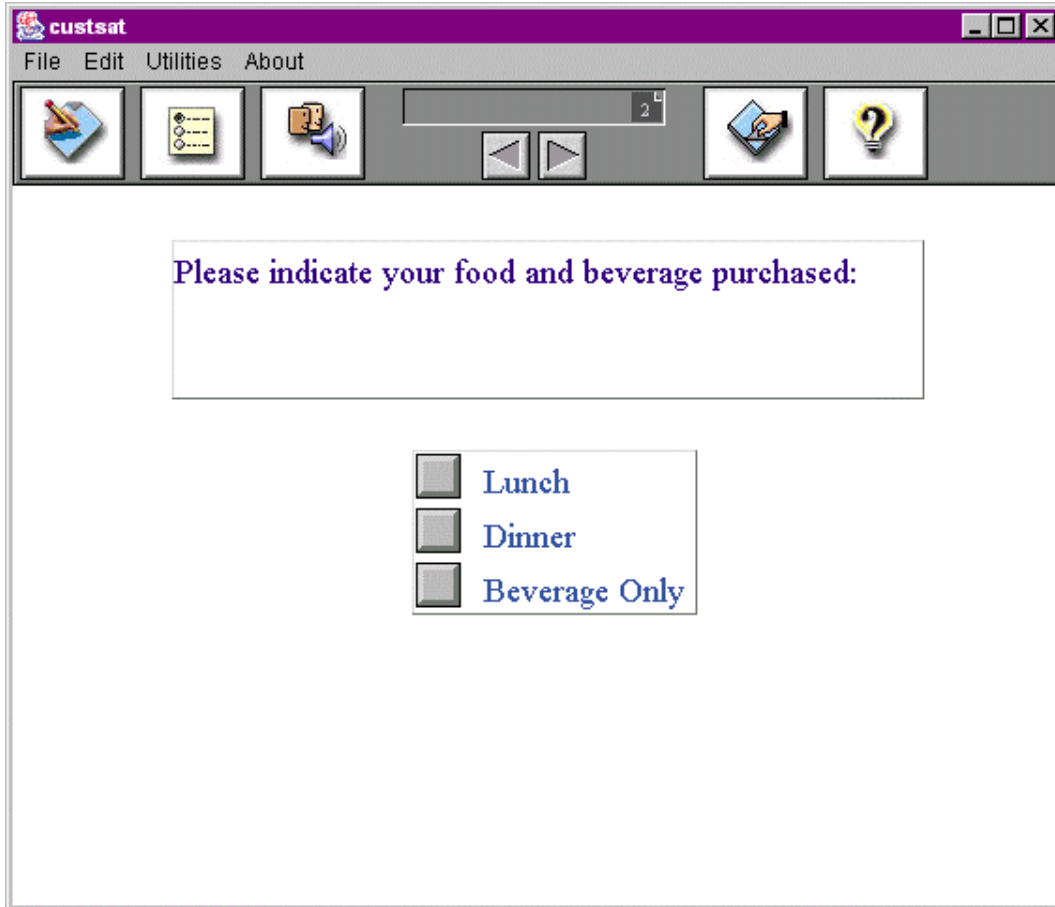 custsat
File Edit Utilities About
2
Please indicate your food and beverage purchased:
Lunch
Dinner
Beverage Only